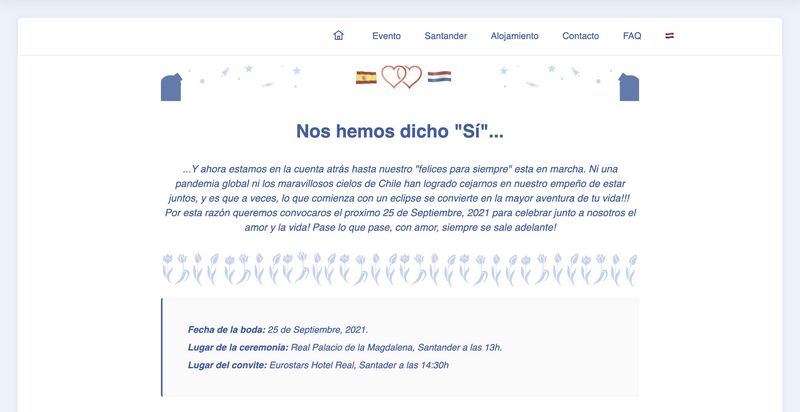 Evento Santander Alojamiento Contacto FAQ
Nos hemos dicho "Sí"...
...Y ahora estamos en la cuenta atrás hasta nuestro "felices para siempre" esta en marcha. Ni una
pandemia global ni los maravillosos cielos de Chile han logrado cejarnos en nuestro empeño de estar
juntos, y es que a veces, lo que comienza con un eclipse se convierte en la mayor aventura de tu vida!!!
Por esta razón queremos convocaros el proximo 25 de Septiembre, 2021 para celebrar junto a nosotros el
amor y la vida! Pase lo que pase, con amor, siempre se sale adelante!
Fecha de la boda: 25 de Septiembre, 2021.
Lugar de la ceremonia: Real Palacio de la Magdalena, Santander a las 13h.
Lugar del convite: Eurostars Hotel Real, Santader a las 14:30h